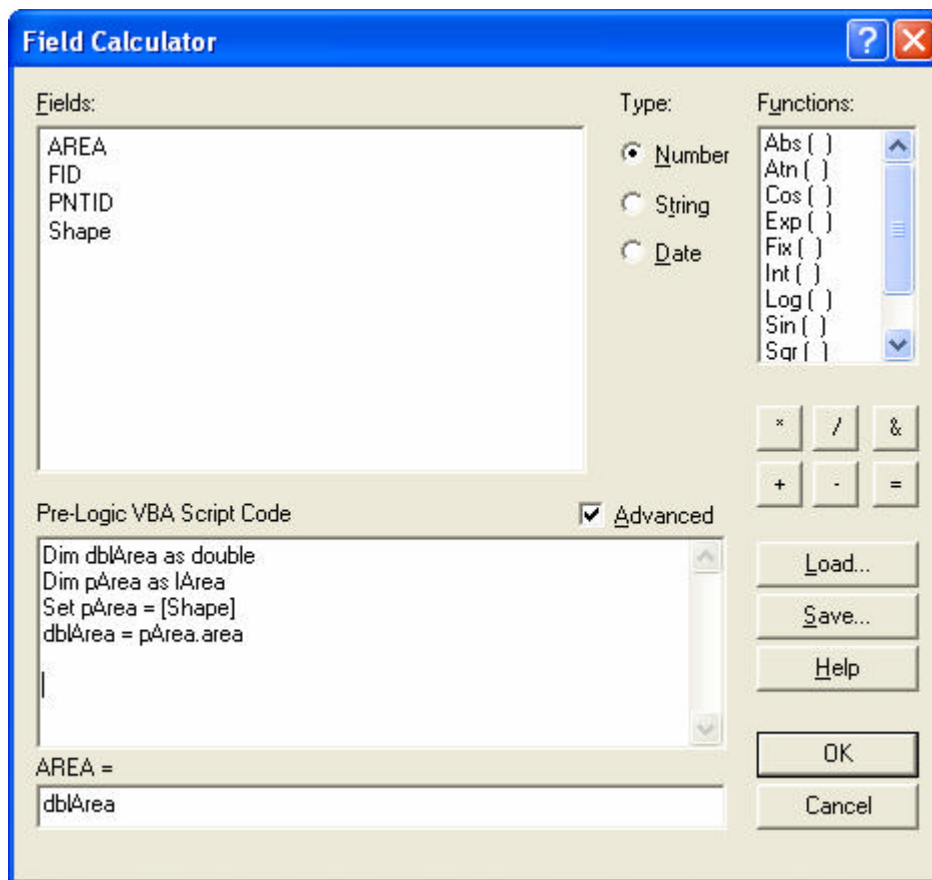 Field Calculator
Fields:
AREA
FID
PNTID
Shape
Type:
Number
String
Date
Functions:
Abs ( )
Atn ( )
Cos ( )
Exp ( )
Fix ( )
Int ( )
Log ( )
Sin ( )
Sqr ( )
* / &
+ - =
Pre-Logic VBA Script Code
Advanced
Dim dblArea as double
Dim pArea as IArea
Set pArea = [Shape]
dblArea = pArea.area
Load...
Save...
Help
AREA =
dblArea
OK
Cancel